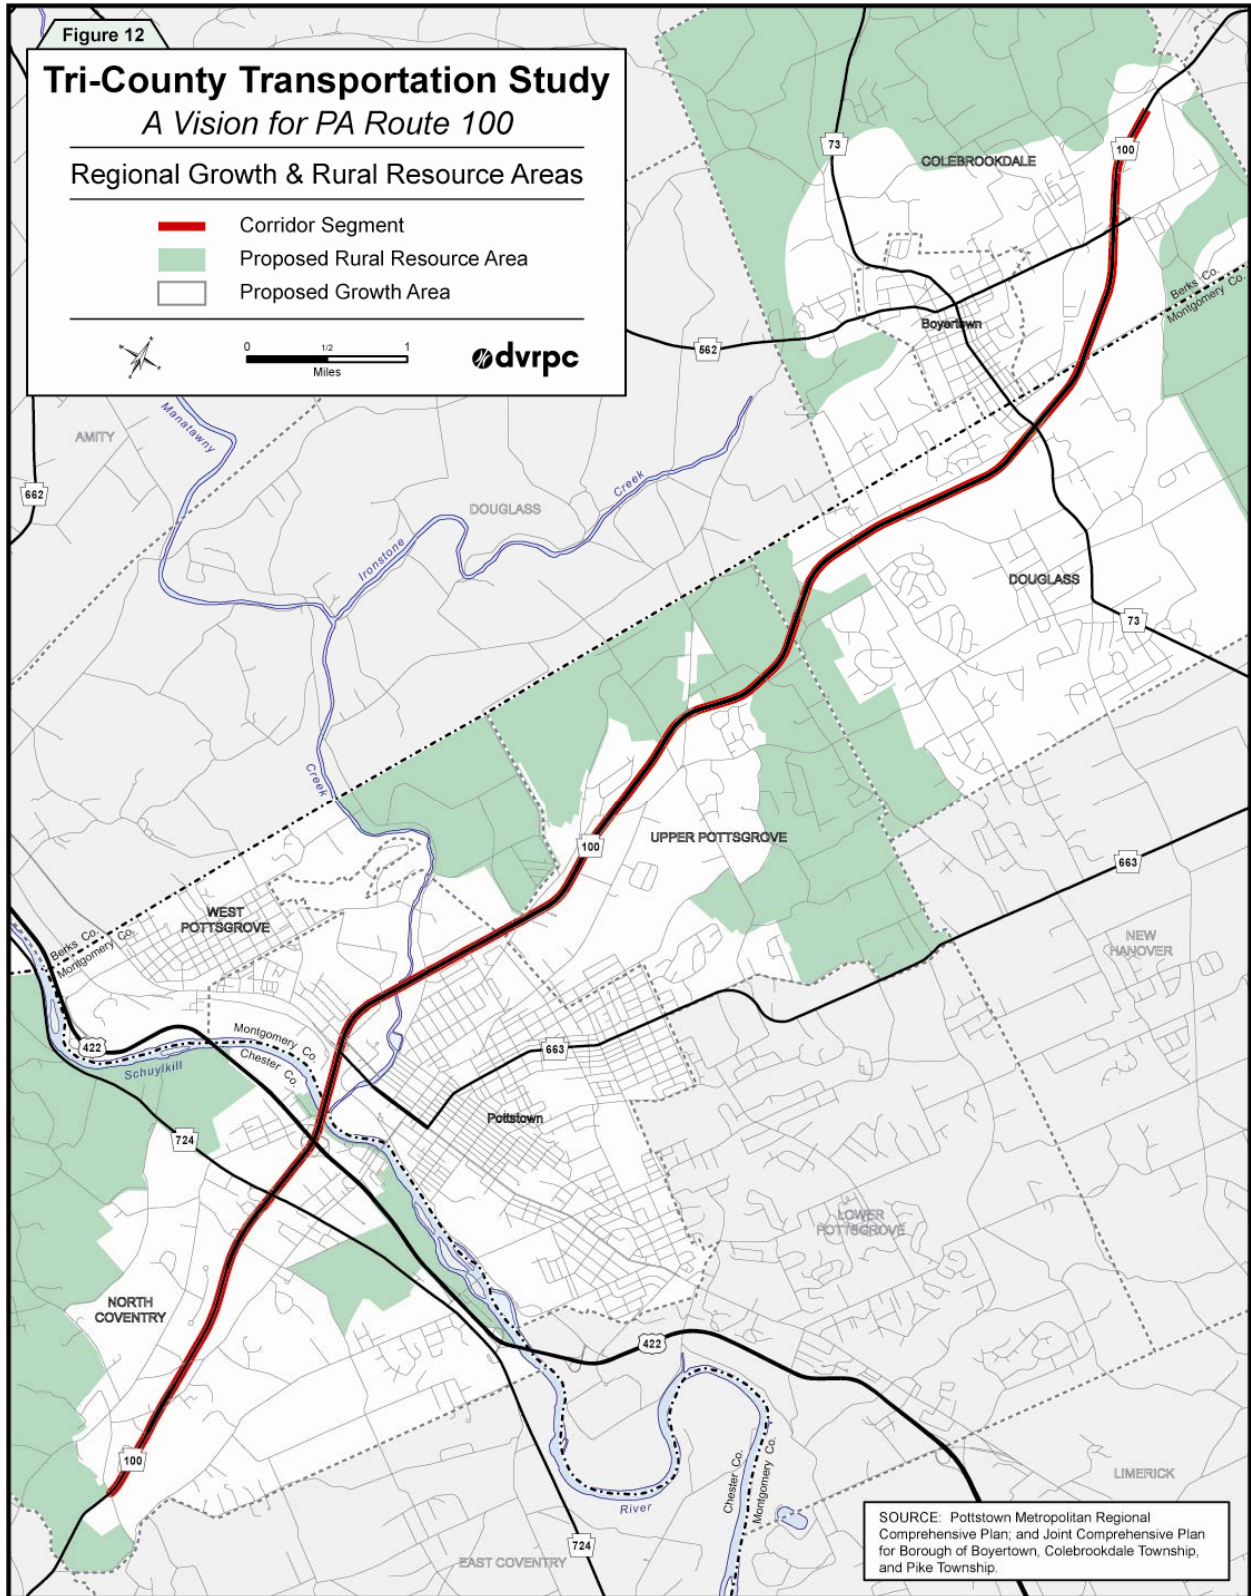 Figure 12
Tri-County Transportation Study
A Vision for PA Route 100
Regional Growth & Rural Resource Areas
Corridor Segment
Proposed Rural Resource Area
Proposed Growth Area
0 1/2 1
Miles
dvrpc
73
100
COLEBROOKDALE
Berks Co.
Montgomery Co.
Boyertown
562
Manatawny
AMITY
662
Creek
DOUGLASS
Ironstone
DOUGLASS
73
Creek
100
UPPER POTTSGROVE
663
WEST
POTTSGROVE
Berks Co.
Montgomery Co.
NEW
HANOVER
422
Montgomery Co.
Chester Co.
Schuylkill
663
Pottstown
724
LOWER
POTTSGROVE
NORTH
COVENTRY
422
100
Chester Co.
Montgomery Co.
LIMERICK
River
724
EAST COVENTRY
SOURCE: Pottstown Metropolitan Regional
Comprehensive Plan; and Joint Comprehensive Plan
for Borough of Boyertown, Colebrookdale Township,
and Pike Township.